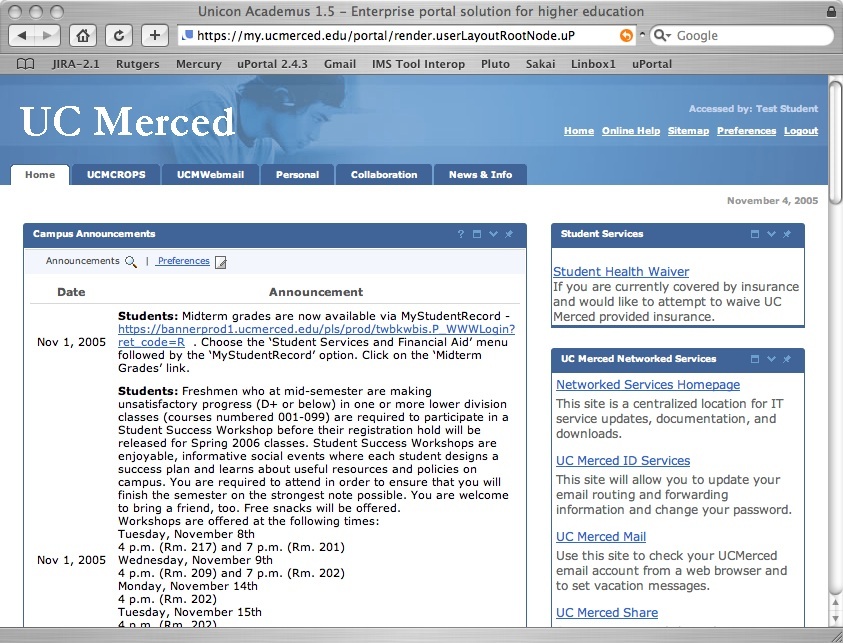 Unicon Academus 1.5 – Enterprise portal solution for higher education
https://my.ucmerced.edu/portal/render.userLayoutRootNode.uP
Google
JIRA-2.1 Rutgers Mercury uPortal 2.4.3 Gmail IMS Tool Interop Pluto Sakai Linbox1 uPortal
UC Merced
Accessed by: Test Student
Home Online Help Sitemap Preferences Logout
Home UCMCROPS UCMWebmail Personal Collaboration News & Info
November 4, 2005
Campus Announcements
?
Announcements | Preferences
Date Announcement
Nov 1, 2005
Students: Midterm grades are now available via MyStudentRecord -
https://bannerprod1.ucmerced.edu/pls/prod/twbkwbis.P_WWWLogin?
ret_code=R . Choose the ‘Student Services and Financial Aid’ menu
followed by the ‘MyStudentRecord’ option. Click on the ‘Midterm
Grades’ link.
Nov 1, 2005
Students: Freshmen who at mid-semester are making
unsatisfactory progress (D+ or below) in one or more lower division
classes (courses numbered 001-099) are required to participate in a
Student Success Workshop before their registration hold will be
released for Spring 2006 classes. Student Success Workshops are
enjoyable, informative social events where each student designs a
success plan and learns about useful resources and policies on
campus. You are required to attend in order to ensure that you will
finish the semester on the strongest note possible. You are welcome
to bring a friend, too. Free snacks will be offered.
Workshops are offered at the following times:
Tuesday, November 8th
4 p.m. (Rm. 217) and 7 p.m. (Rm. 201)
Wednesday, November 9th
4 p.m. (Rm. 209) and 7 p.m. (Rm. 202)
Monday, November 14th
4 p.m. (Rm. 202)
Tuesday, November 15th
4 p.m. (Rm. 202)
Student Services
Student Health Waiver
If you are currently covered by insurance
and would like to attempt to waive UC
Merced provided insurance.
UC Merced Networked Services
Networked Services Homepage
This site is a centralized location for IT
service updates, documentation, and
downloads.
UC Merced ID Services
This site will allow you to update your
email routing and forwarding
information and change your password.
UC Merced Mail
Use this site to check your UCMerced
email account from a web browser and
to set vacation messages.
UC Merced Share